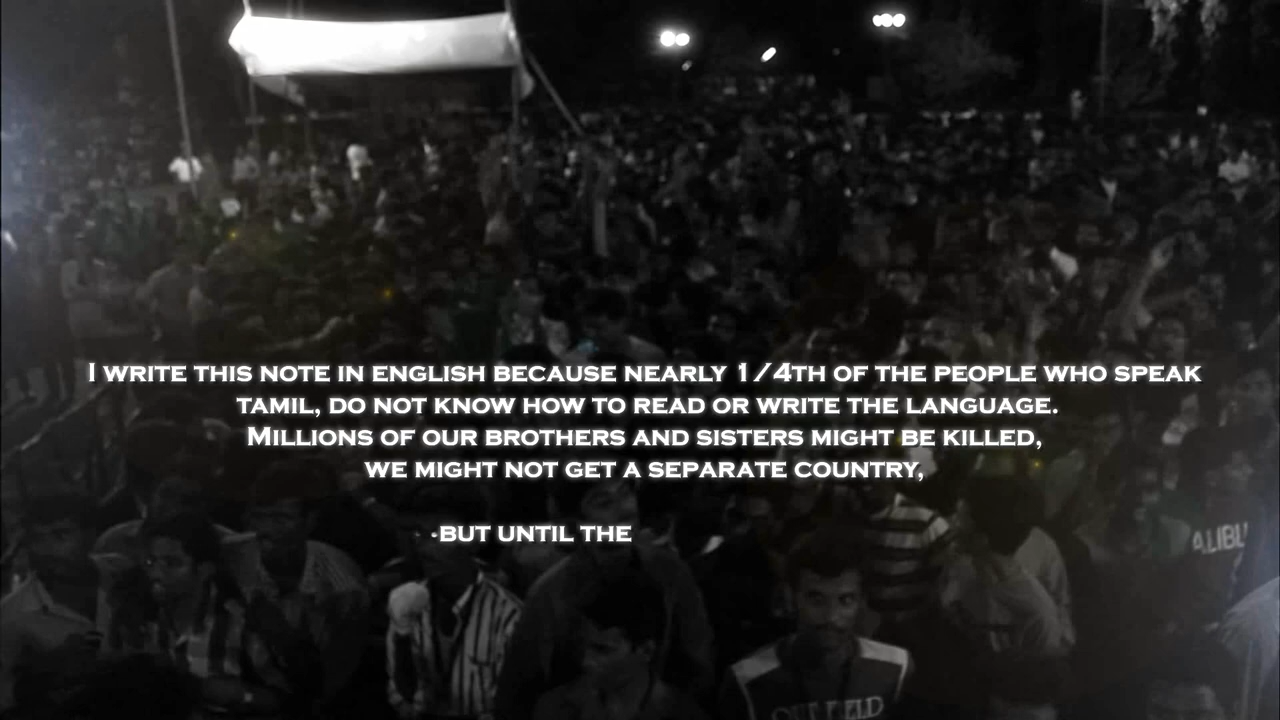 I WRITE THIS NOTE IN ENGLISH BECAUSE NEARLY 1/4TH OF THE PEOPLE WHO SPEAK
TAMIL, DO NOT KNOW HOW TO READ OR WRITE THE LANGUAGE.
MILLIONS OF OUR BROTHERS AND SISTERS MIGHT BE KILLED,
WE MIGHT NOT GET A SEPARATE COUNTRY,
-BUT UNTIL THE
ALIBU